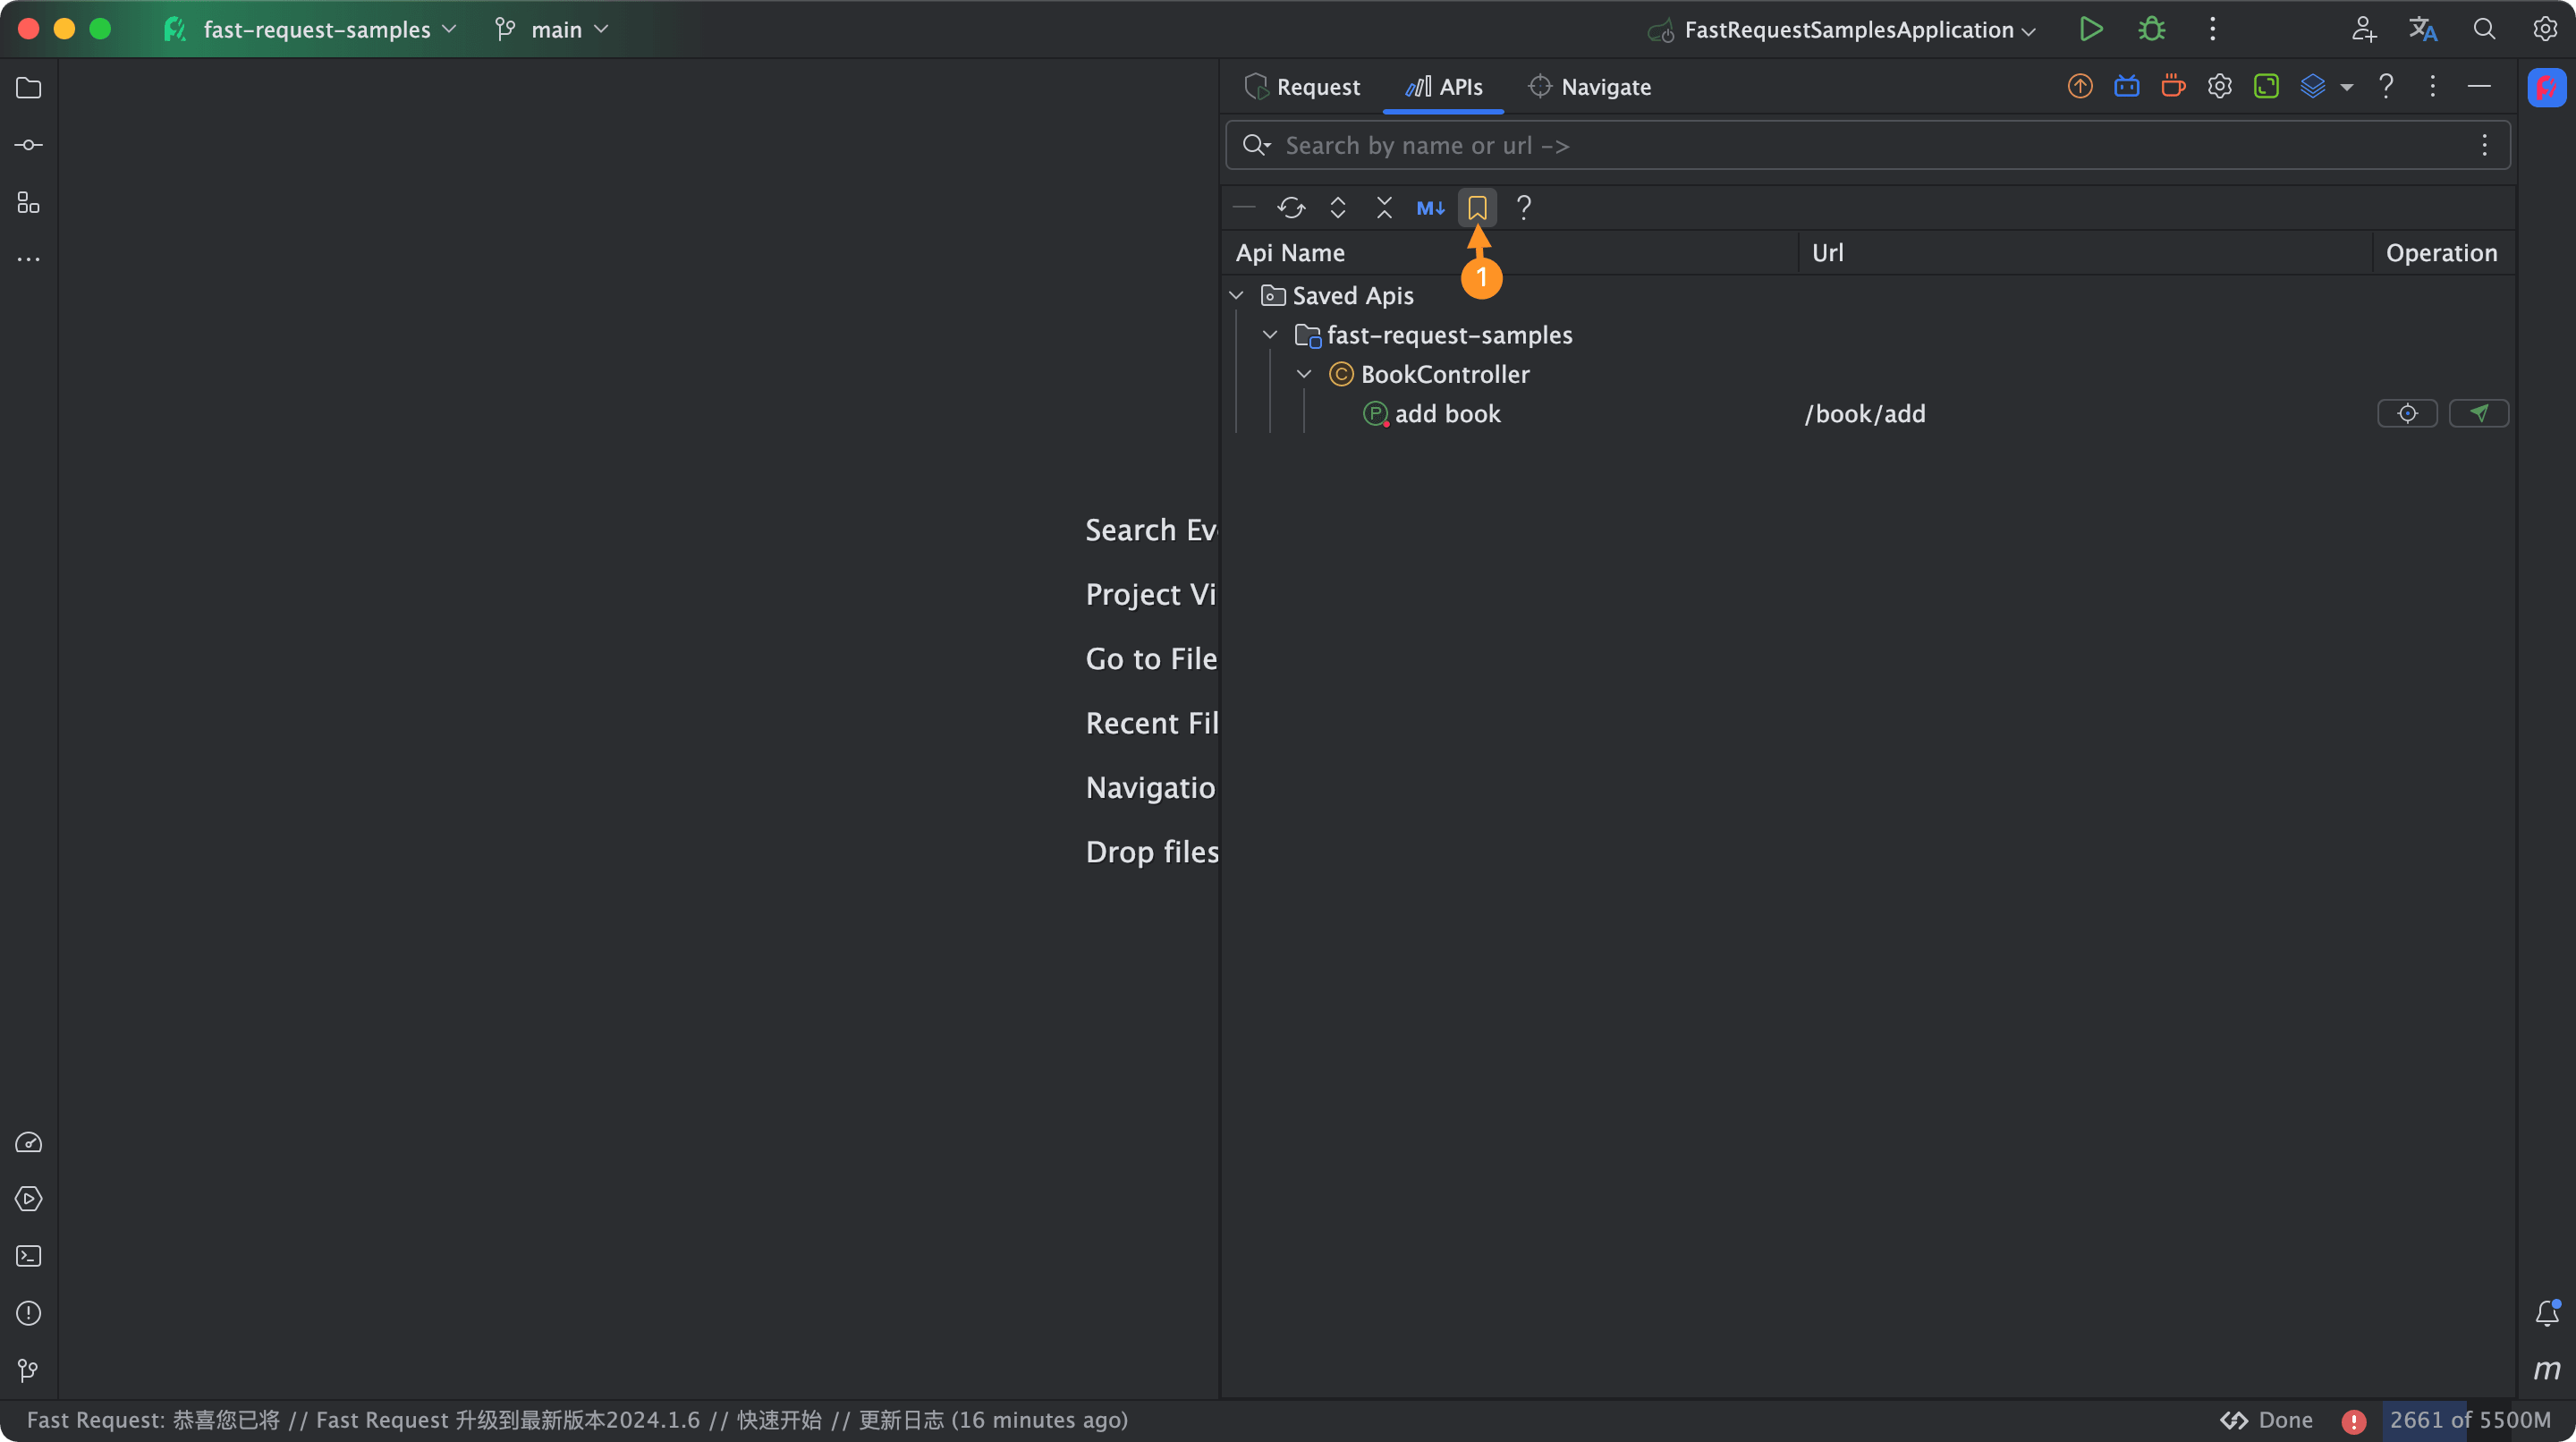 fast-request-samples main FastRequestSamplesApplication
Request APIs Navigate
Search by name or url ->
M↓ ?
Api Name Url Operation
1
Saved Apis
fast-request-samples
BookController
add book /book/add
Search Ev
Project Vi
Go to File
Recent Fil
Navigatio
Drop files
m
Fast Request: 恭喜您已将 // Fast Request 升级到最新版本2024.1.6 // 快速开始 // 更新日志 (16 minutes ago) Done 2661 of 5500M